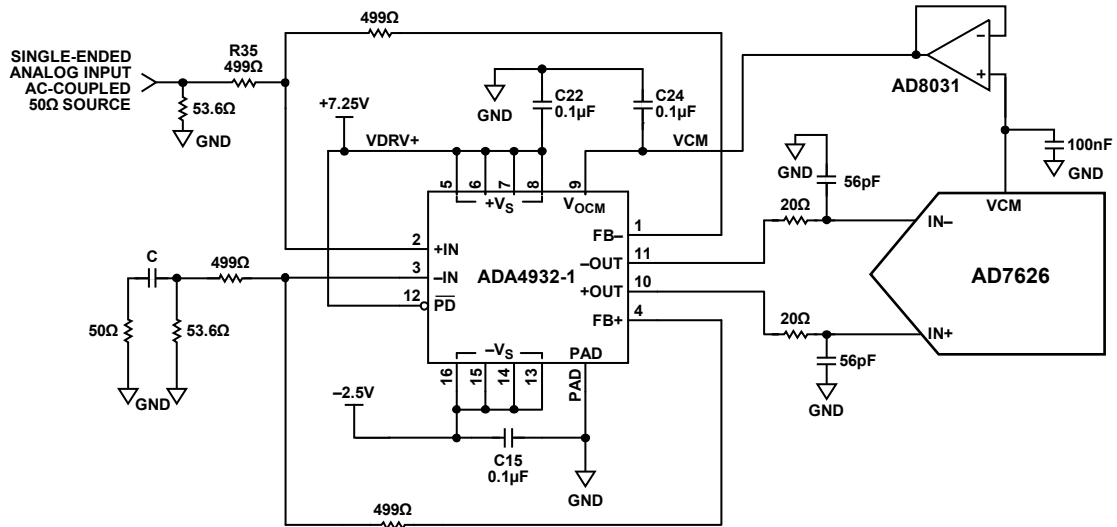 SINGLE-ENDED
ANALOG INPUT
AC-COUPLED
50Ω SOURCE
R35
499Ω
53.6Ω
GND
499Ω
+7.25V
VDRV+
GND
C22
0.1µF
C24
0.1µF
VCM
AD8031
–
+
100nF
GND
GND
56pF
20Ω
VCM
IN–
AD7626
IN+
20Ω
56pF
GND
5
6
7
8
9
+VS
VOCM
FB–
1
–OUT
11
+OUT
10
FB+
4
2
+IN
3
–IN
12
PD
ADA4932-1
–VS
PAD
16
15
14
13
PAD
C
499Ω
50Ω
53.6Ω
GND
–2.5V
C15
0.1µF
GND
499Ω